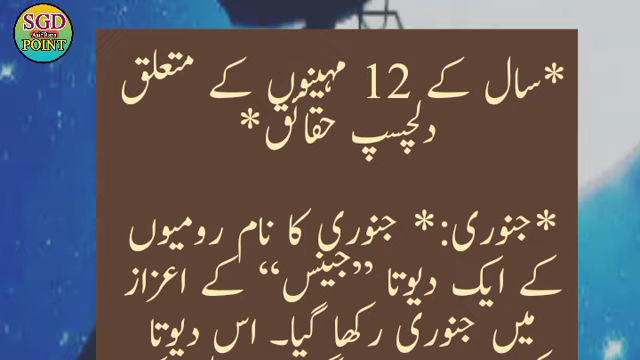 SGD
POINT
*سال کے 12 مہینوں کے متعلق
دلچسپ حقائق*
*جنوری:* جنوری کا نام رومیوں
کے ایک دیوتا ”جینس“ کے اعزاز
میں جنوری رکھا گیا۔ اس دیوتا